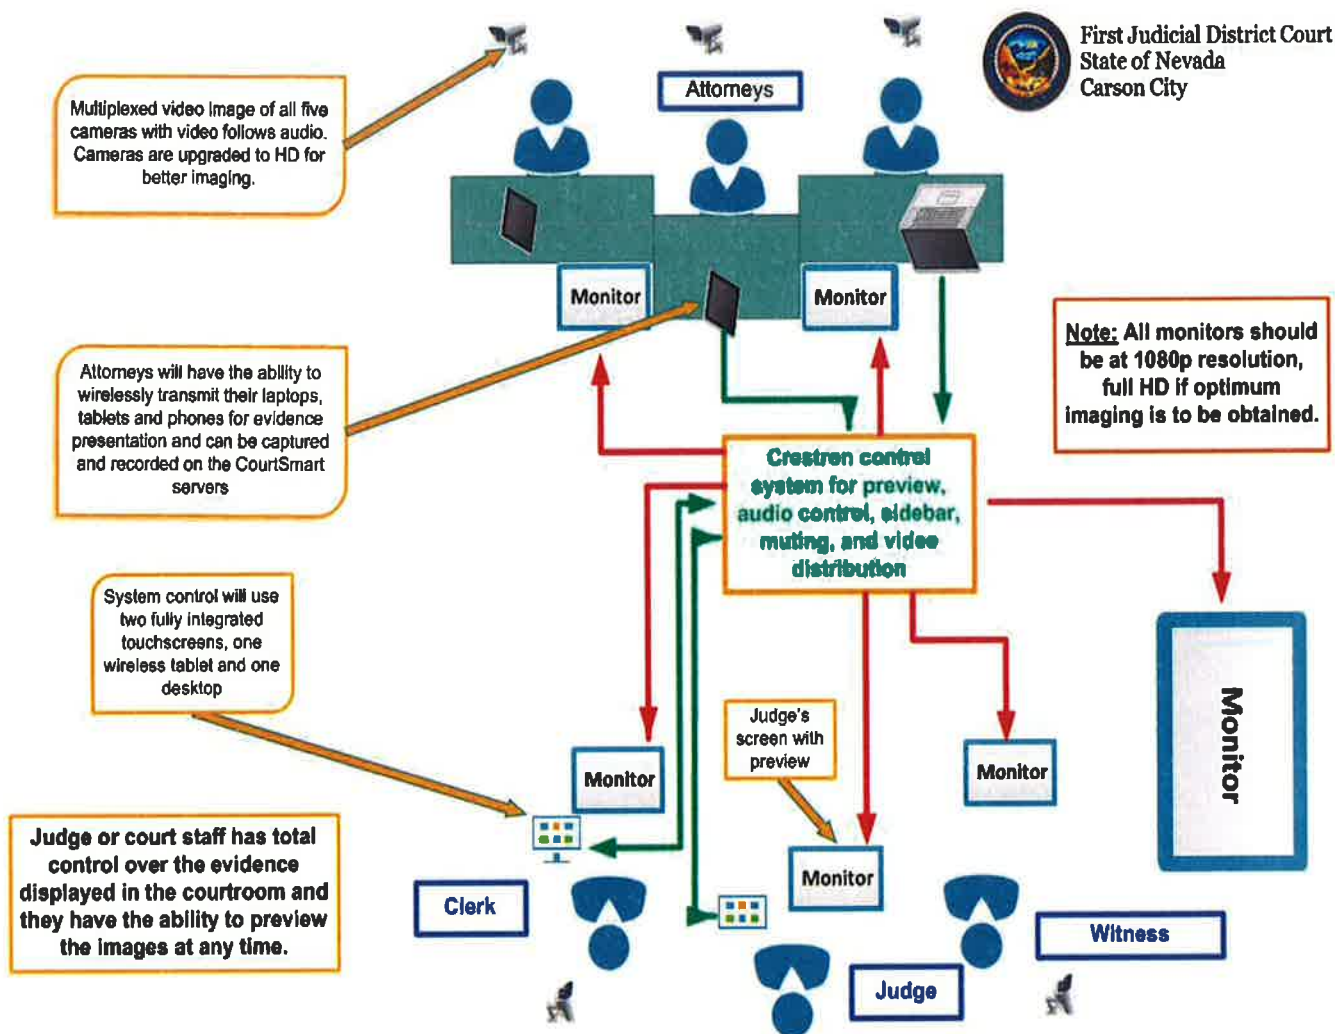 First Judicial District Court
State of Nevada
Carson City
Attorneys
Multiplexed video image of all five
cameras with video follows audio.
Cameras are upgraded to HD for
better imaging.
Monitor
Monitor
Note: All monitors should
be at 1080p resolution,
full HD if optimum
imaging is to be obtained.
Attorneys will have the ability to
wirelessly transmit their laptops,
tablets and phones for evidence
presentation and can be captured
and recorded on the CourtSmart
servers
Crestron control
system for preview,
audio control, sidebar,
muting, and video
distribution
System control will use
two fully integrated
touchscreens, one
wireless tablet and one
desktop
Judge's
screen with
preview
Monitor
Monitor
Monitor
Monitor
Judge or court staff has total
control over the evidence
displayed in the courtroom and
they have the ability to preview
the images at any time.
Clerk
Witness
Judge